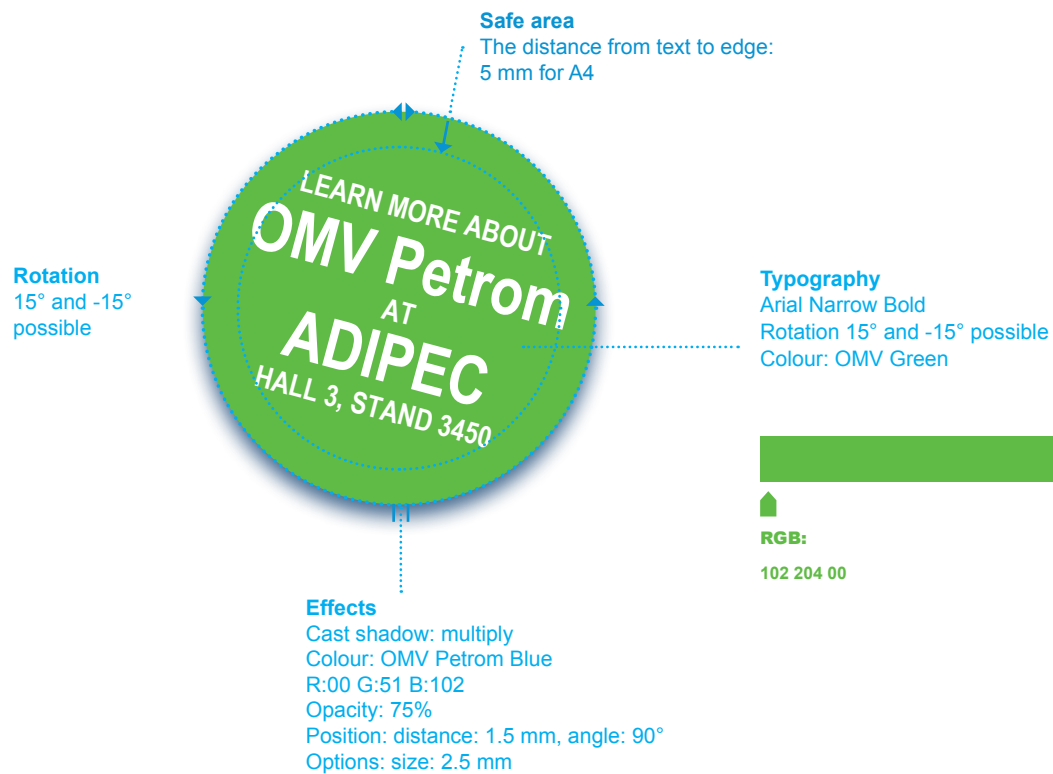 Safe area
The distance from text to edge:
5 mm for A4
LEARN MORE ABOUT
OMV Petrom
AT
ADIPEC
HALL 3, STAND 3450
Rotation
15° and -15°
possible
Typography
Arial Narrow Bold
Rotation 15° and -15° possible
Colour: OMV Green
RGB:
102 204 00
Effects
Cast shadow: multiply
Colour: OMV Petrom Blue
R:00 G:51 B:102
Opacity: 75%
Position: distance: 1.5 mm, angle: 90°
Options: size: 2.5 mm